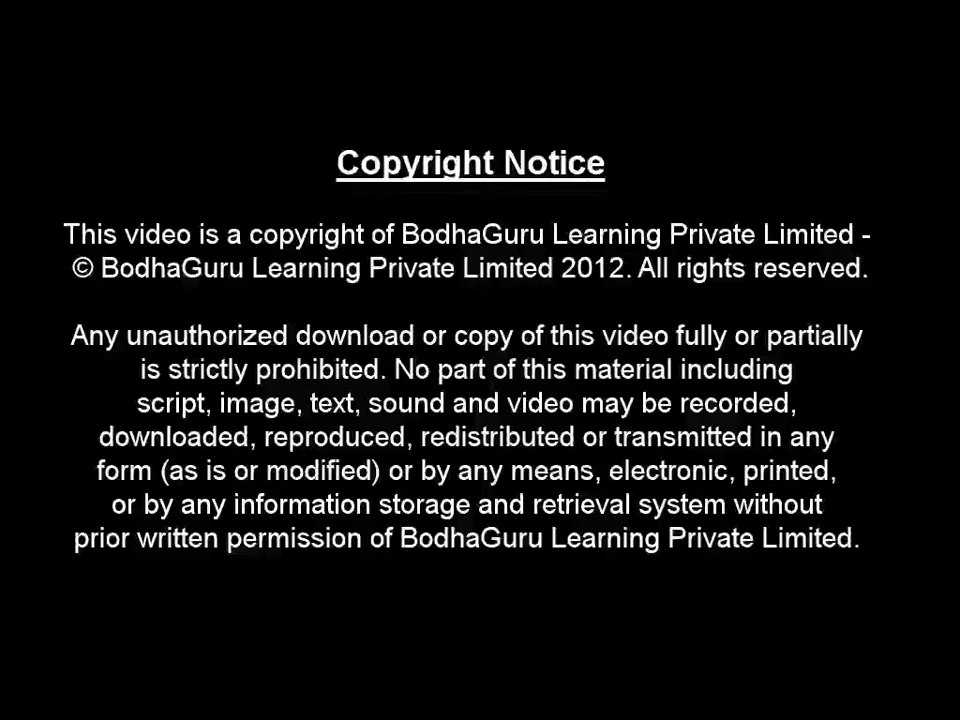 Copyright Notice
This video is a copyright of BodhaGuru Learning Private Limited -
© BodhaGuru Learning Private Limited 2012. All rights reserved.
Any unauthorized download or copy of this video fully or partially
is strictly prohibited. No part of this material including
script, image, text, sound and video may be recorded,
downloaded, reproduced, redistributed or transmitted in any
form (as is or modified) or by any means, electronic, printed,
or by any information storage and retrieval system without
prior written permission of BodhaGuru Learning Private Limited.